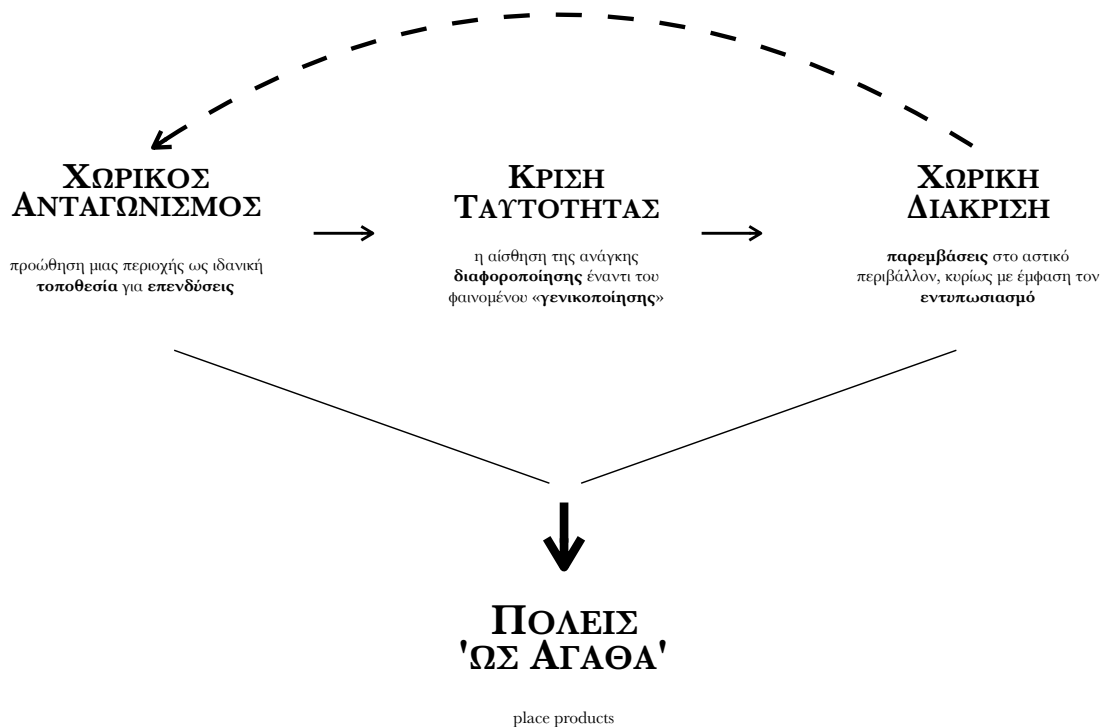 ΧΩΡΙΚΟΣ
ΑΝΤΑΓΩΝΙΣΜΟΣ
προώθηση μιας περιοχής ως ιδανική
τοποθεσία για επενδύσεις
ΚΡΙΣΗ
ΤΑΥΤΟΤΗΤΑΣ
η αίσθηση της ανάγκης
διαφοροποίησης έναντι του
φαινομένου «γενικοποίησης»
ΧΩΡΙΚΗ
ΔΙΑΚΡΙΣΗ
παρεμβάσεις στο αστικό
περιβάλλον, κυρίως με έμφαση τον
εντυπωσιασμό
ΠΟΛΕΙΣ
'ΩΣ ΑΓΑΘΑ'
place products